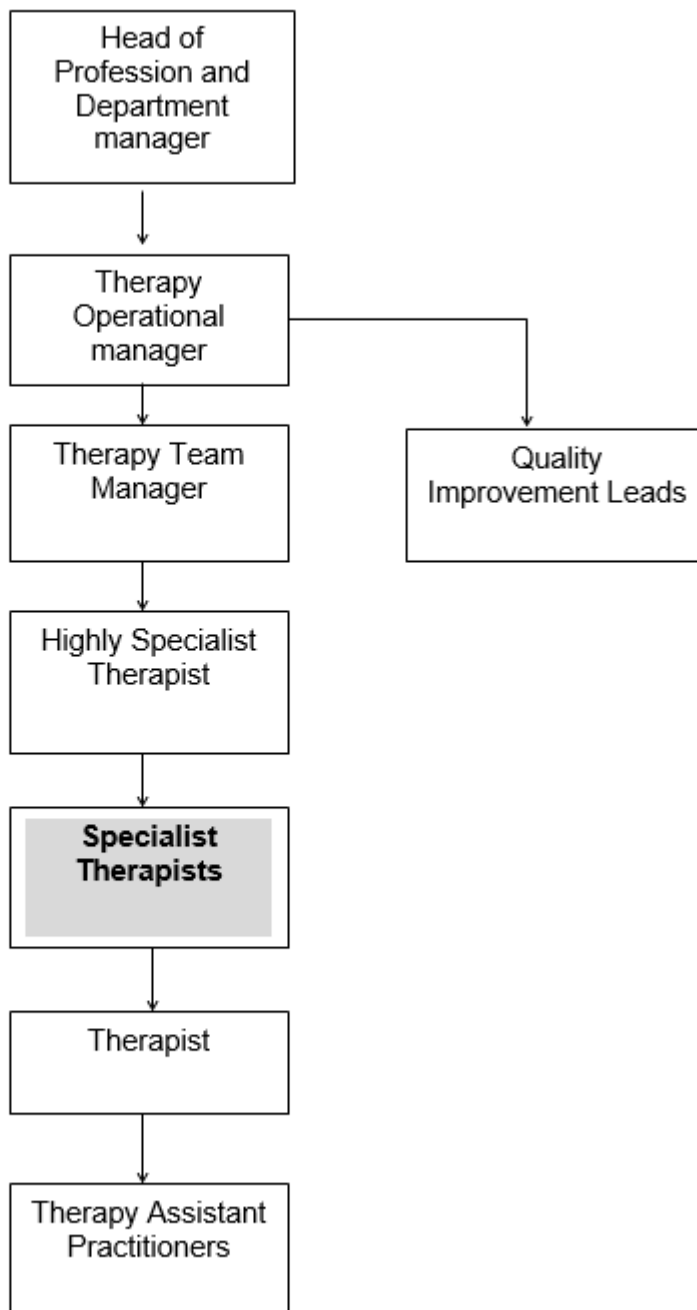 Head of
Profession and
Department
manager
Therapy
Operational
manager
Therapy Team
Manager
Quality
Improvement Leads
Highly Specialist
Therapist
Specialist
Therapists
Therapist
Therapy Assistant
Practitioners